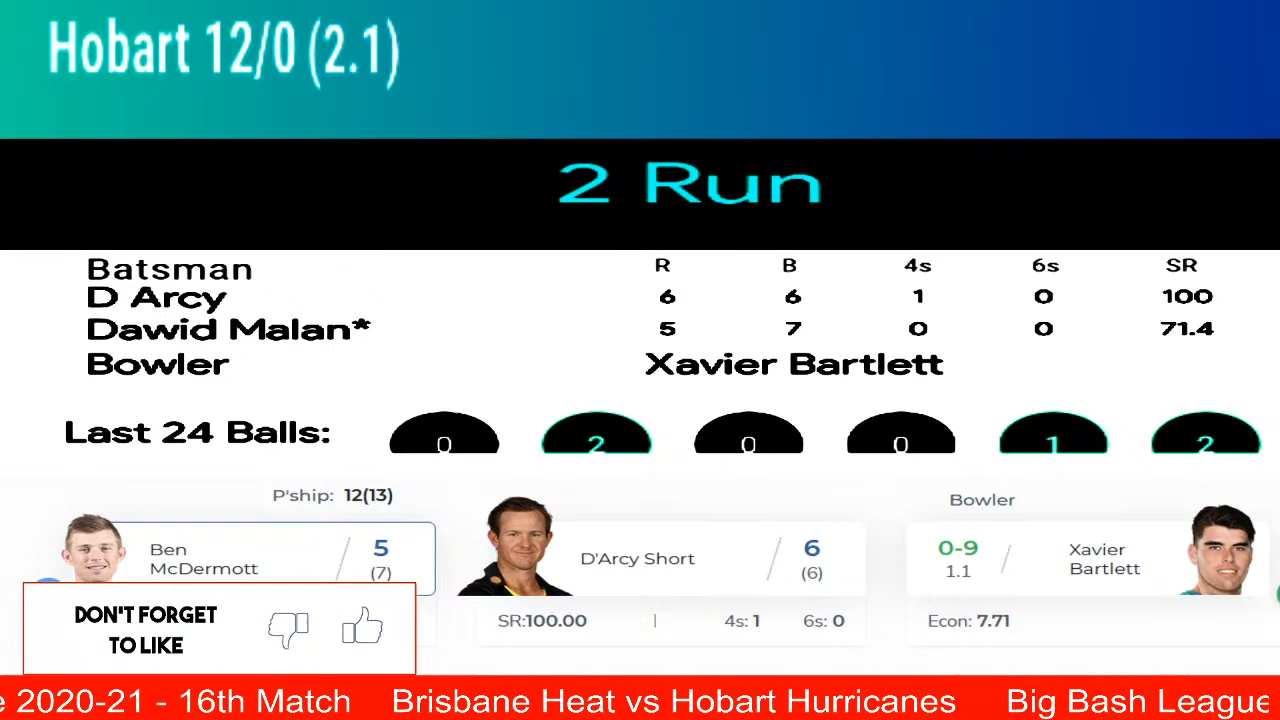 Hobart 12/0 (2.1)
2 Run
Batsman R B 4s 6s SR
D Arcy 6 6 1 0 100
Dawid Malan* 5 7 0 0 71.4
Bowler Xavier Bartlett
Last 24 Balls: 0 2 0 0 1 2
P'ship: 12(13)
Ben McDermott 5 (7)
D'Arcy Short 6 (6)
SR:100.00 | 4s: 1 6s: 0
Bowler
0-9 1.1 Xavier Bartlett
Econ: 7.71
DON'T FORGET
TO LIKE
e 2020-21 - 16th Match Brisbane Heat vs Hobart Hurricanes Big Bash League